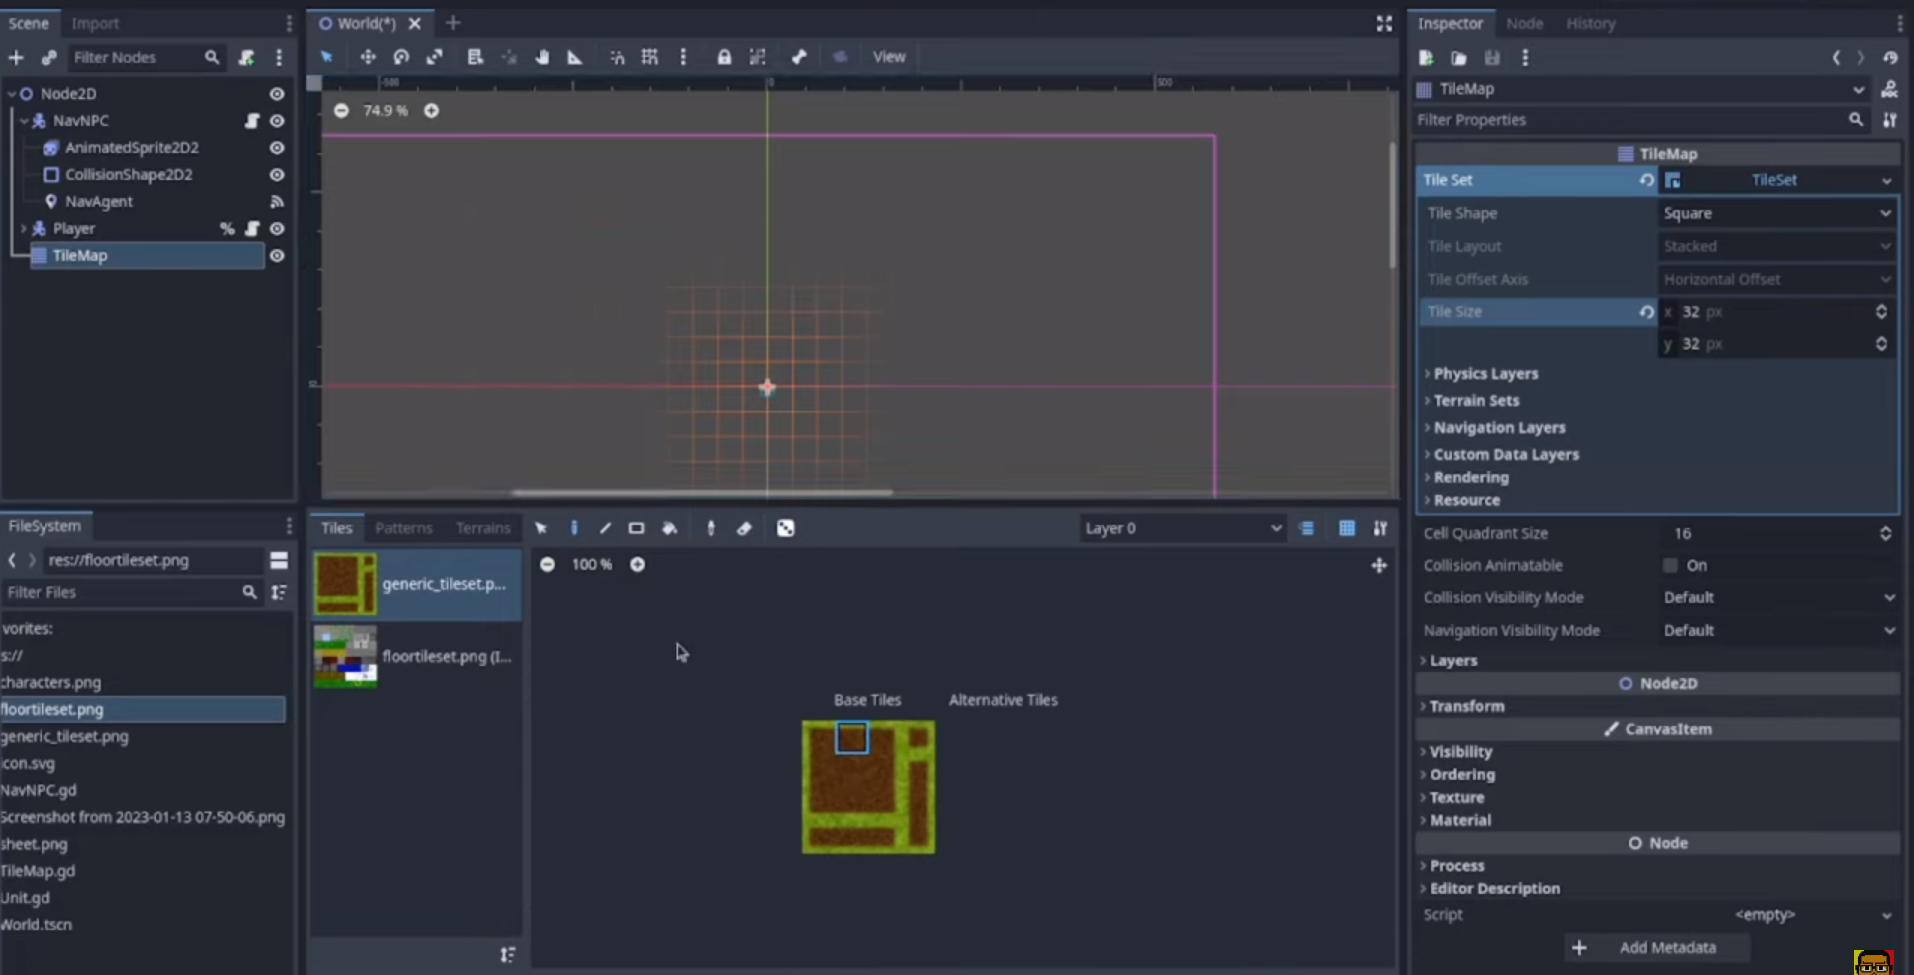 Scene Import
Filter Nodes
Node2D
NavNPC
AnimatedSprite2D2
CollisionShape2D2
NavAgent
Player %
TileMap
FileSystem
res://floortileset.png
Filter Files
vorites:
s://
characters.png
floortileset.png
generic_tileset.png
con.svg
NavNPC.gd
Screenshot from 2023-01-13 07-50-06.png
sheet.png
TileMap.gd
Unit.gd
World.tscn
World(*)
View
-500 0 500
74.9 %
Tiles Patterns Terrains
Layer 0
generic_tileset.p...
floortileset.png (I...
100 %
Base Tiles Alternative Tiles
Inspector Node History
TileMap
Filter Properties
TileMap
Tile Set TileSet
Tile Shape Square
Tile Layout Stacked
Tile Offset Axis Horizontal Offset
Tile Size x 32 px
y 32 px
Physics Layers
Terrain Sets
Navigation Layers
Custom Data Layers
Rendering
Resource
Cell Quadrant Size 16
Collision Animatable On
Collision Visibility Mode Default
Navigation Visibility Mode Default
Layers
Node2D
Transform
CanvasItem
Visibility
Ordering
Texture
Material
Node
Process
Editor Description
Script <empty>
Add Metadata